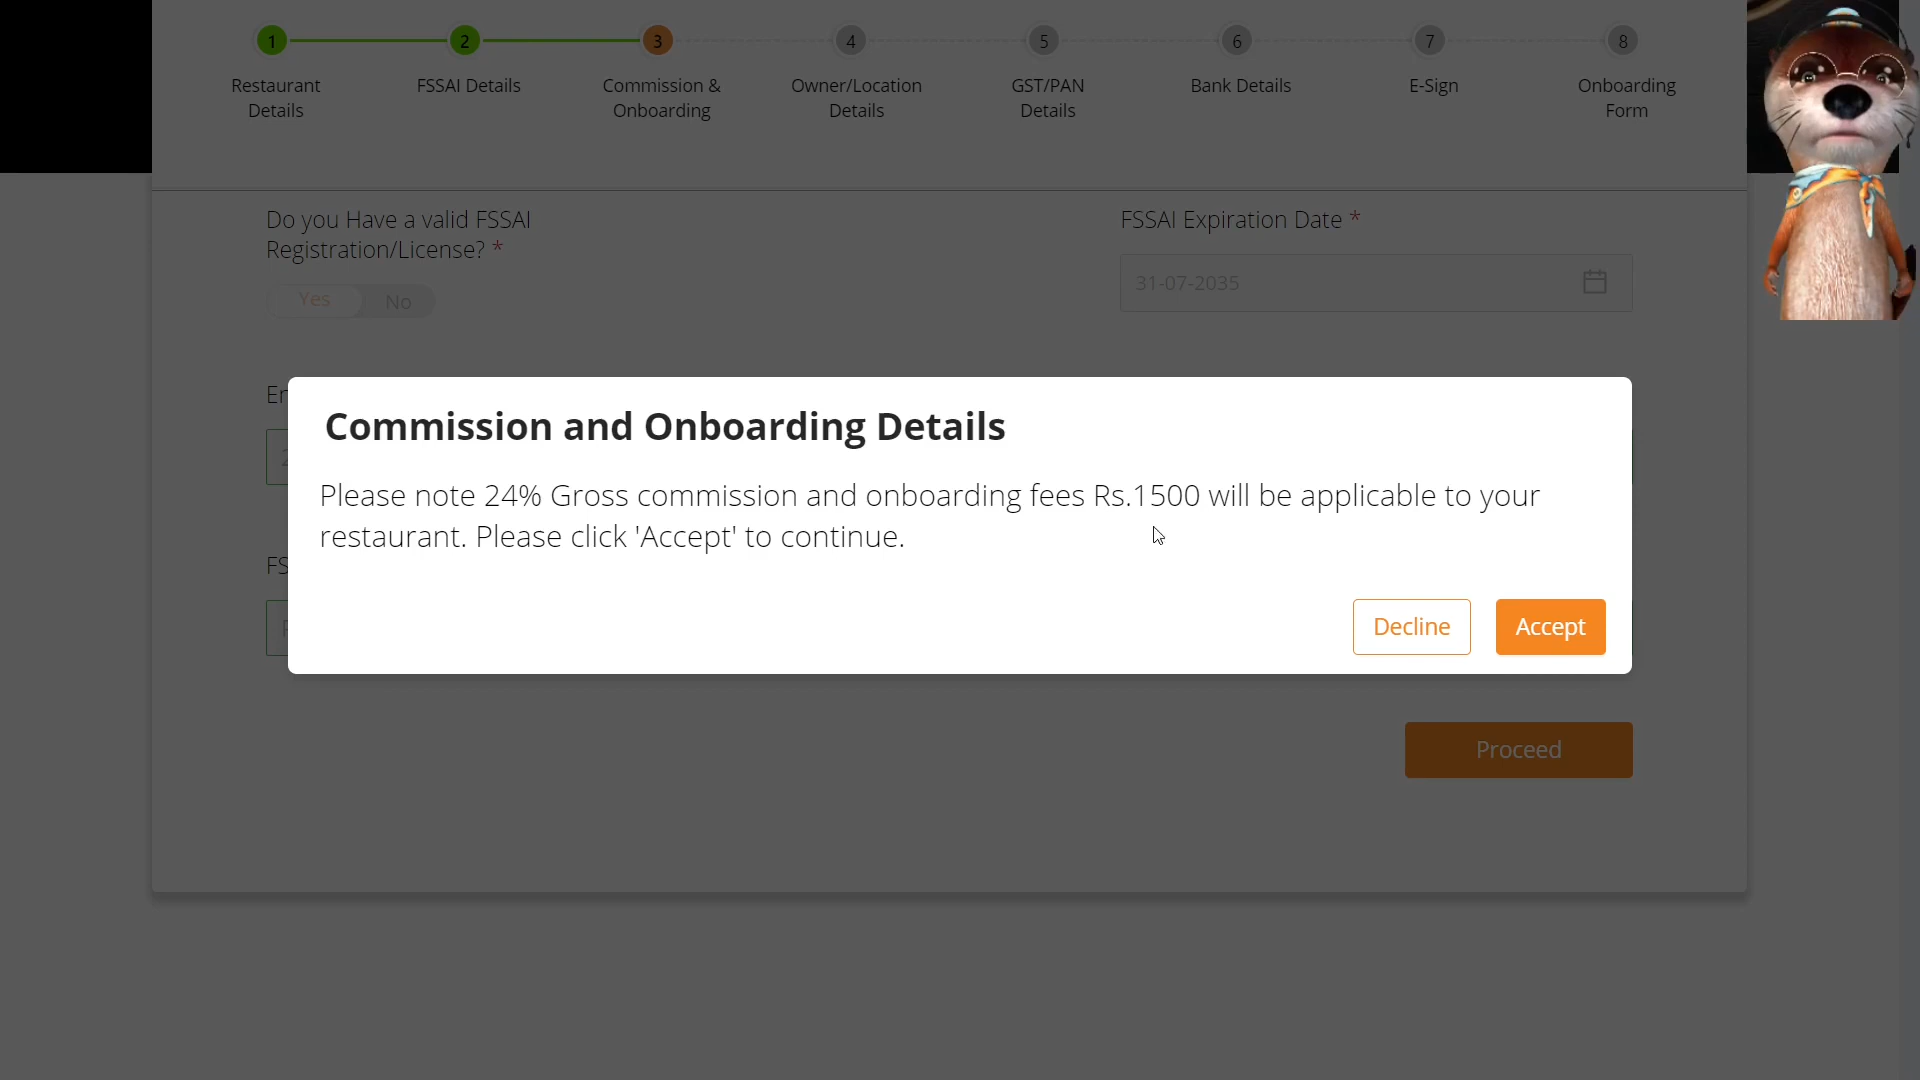 1 2 3 4 5 6 7 8
Restaurant Details
FSSAI Details
Commission & Onboarding
Owner/Location Details
GST/PAN Details
Bank Details
E-Sign
Onboarding Form
Do you Have a valid FSSAI
Registration/License? *
Yes No
FSSAI Expiration Date *
31-07-2035
Commission and Onboarding Details
Please note 24% Gross commission and onboarding fees Rs.1500 will be applicable to your
restaurant. Please click 'Accept' to continue.
Decline
Accept
Proceed